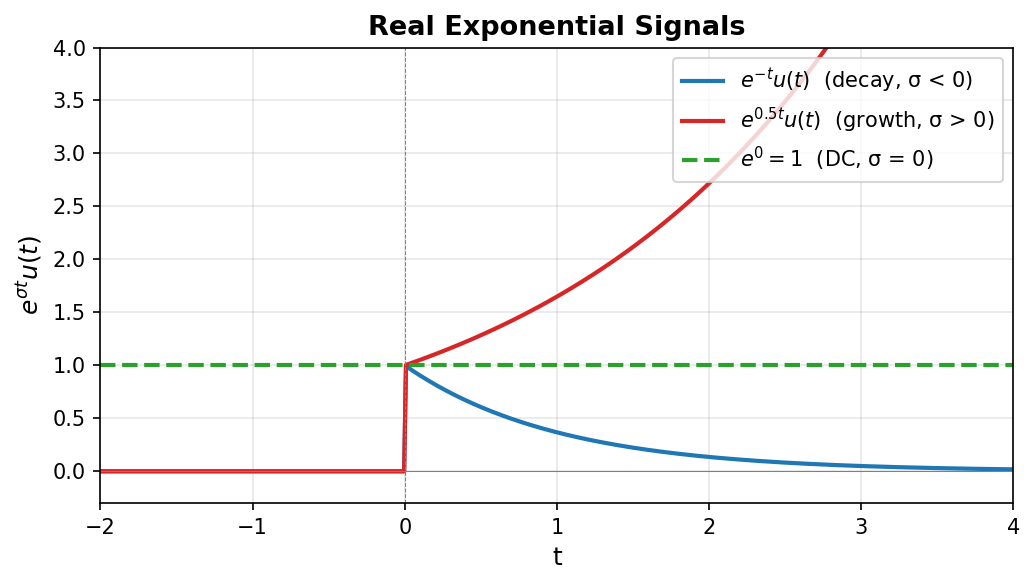 Real Exponential Signals
e^{-t}u(t) (decay, σ < 0)
e^{0.5t}u(t) (growth, σ > 0)
e^0 = 1 (DC, σ = 0)
e^{σt}u(t)
4.0
3.5
3.0
2.5
2.0
1.5
1.0
0.5
0.0
−2 −1 0 1 2 3 4
t